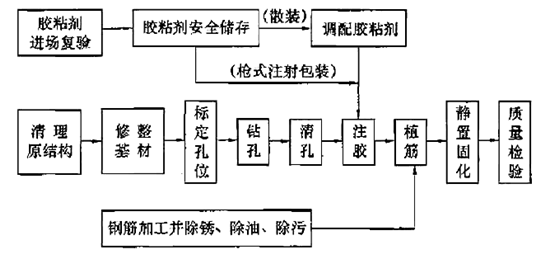 胶粘剂
进场复验
胶粘剂安全储存
(散装)
调配胶粘剂
(枪式注射包装)
清理
原结构
修整
基材
标
定
孔
位
钻
孔
清
孔
注
胶
植
筋
静
置
固
化
质
量
检
验
钢筋加工并除锈、除油、除污